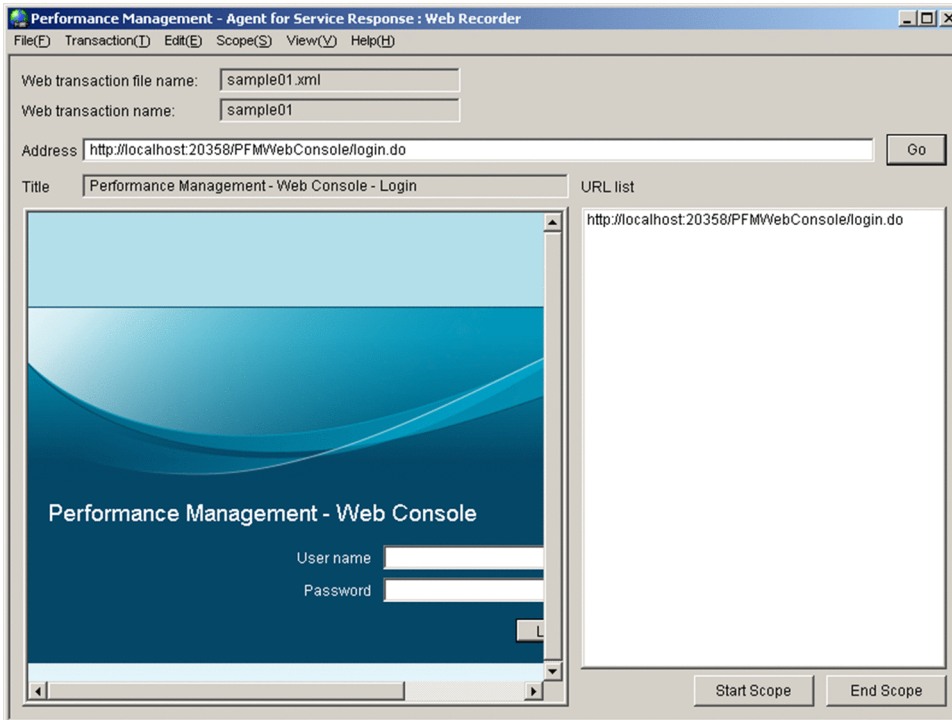 Performance Management - Agent for Service Response : Web Recorder
File(F) Transaction(T) Edit(E) Scope(S) View(V) Help(H)
Web transaction file name: sample01.xml
Web transaction name: sample01
Address http://localhost:20358/PFMWebConsole/login.do Go
Title Performance Management - Web Console - Login URL list
http://localhost:20358/PFMWebConsole/login.do
Performance Management - Web Console
User name
Password
L
Start Scope End Scope